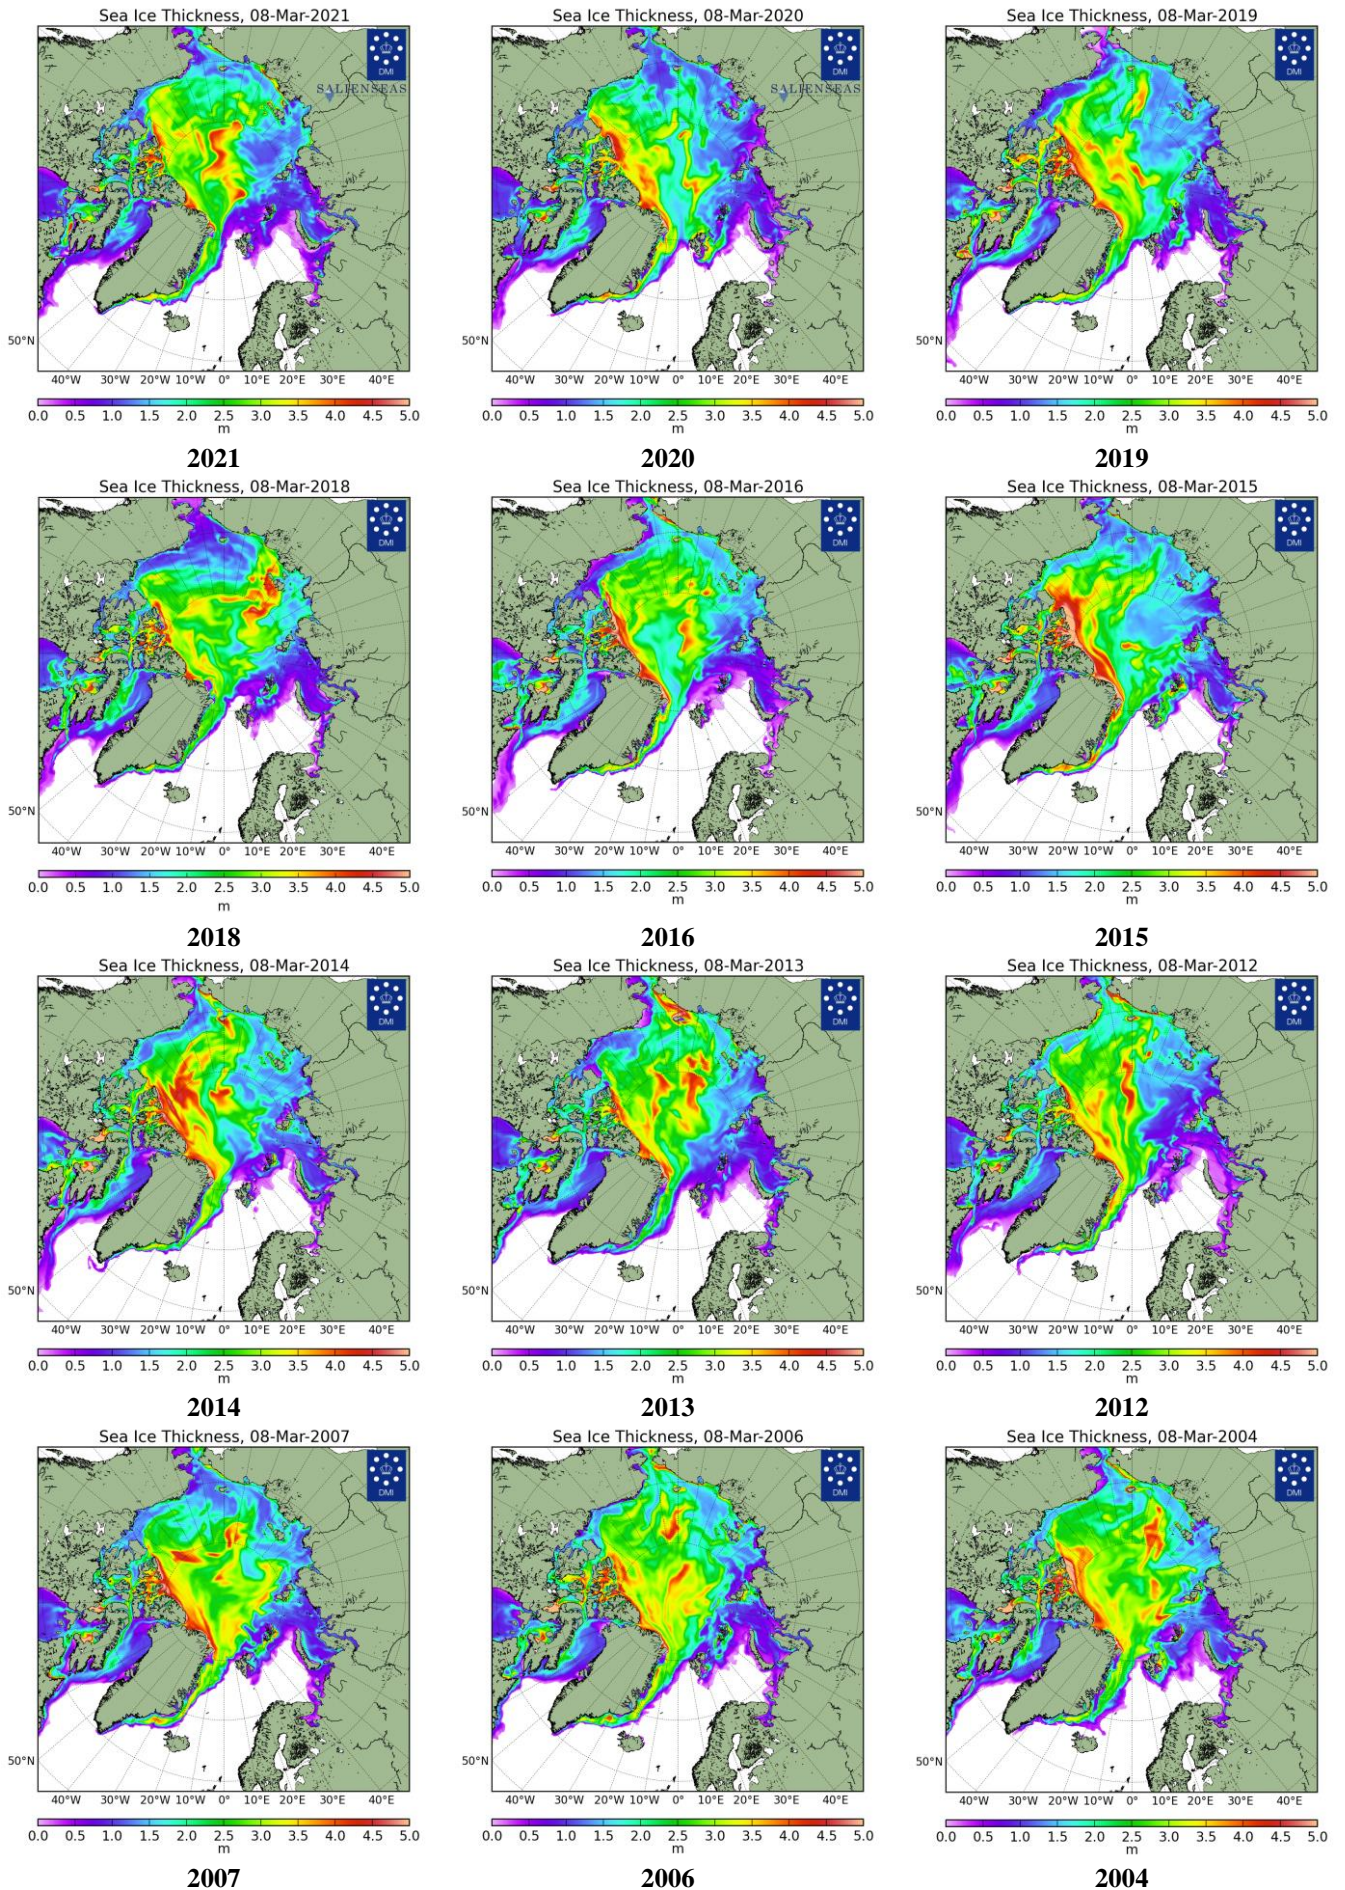 Sea Ice Thickness, 08-Mar-2021
DMI
SALIENSEAS
50°N
40°W 30°W 20°W 10°W 0° 10°E 20°E 30°E 40°E
0.0 0.5 1.0 1.5 2.0 2.5 3.0 3.5 4.0 4.5 5.0
m
2021
Sea Ice Thickness, 08-Mar-2020
DMI
SALIENSEAS
50°N
40°W 30°W 20°W 10°W 0° 10°E 20°E 30°E 40°E
0.0 0.5 1.0 1.5 2.0 2.5 3.0 3.5 4.0 4.5 5.0
m
2020
Sea Ice Thickness, 08-Mar-2019
DMI
50°N
40°W 30°W 20°W 10°W 0° 10°E 20°E 30°E 40°E
0.0 0.5 1.0 1.5 2.0 2.5 3.0 3.5 4.0 4.5 5.0
m
2019
Sea Ice Thickness, 08-Mar-2018
DMI
50°N
40°W 30°W 20°W 10°W 0° 10°E 20°E 30°E 40°E
0.0 0.5 1.0 1.5 2.0 2.5 3.0 3.5 4.0 4.5 5.0
m
2018
Sea Ice Thickness, 08-Mar-2016
DMI
50°N
40°W 30°W 20°W 10°W 0° 10°E 20°E 30°E 40°E
0.0 0.5 1.0 1.5 2.0 2.5 3.0 3.5 4.0 4.5 5.0
m
2016
Sea Ice Thickness, 08-Mar-2015
DMI
50°N
40°W 30°W 20°W 10°W 0° 10°E 20°E 30°E 40°E
0.0 0.5 1.0 1.5 2.0 2.5 3.0 3.5 4.0 4.5 5.0
m
2015
Sea Ice Thickness, 08-Mar-2014
DMI
50°N
40°W 30°W 20°W 10°W 0° 10°E 20°E 30°E 40°E
0.0 0.5 1.0 1.5 2.0 2.5 3.0 3.5 4.0 4.5 5.0
m
2014
Sea Ice Thickness, 08-Mar-2013
DMI
50°N
40°W 30°W 20°W 10°W 0° 10°E 20°E 30°E 40°E
0.0 0.5 1.0 1.5 2.0 2.5 3.0 3.5 4.0 4.5 5.0
m
2013
Sea Ice Thickness, 08-Mar-2012
DMI
50°N
40°W 30°W 20°W 10°W 0° 10°E 20°E 30°E 40°E
0.0 0.5 1.0 1.5 2.0 2.5 3.0 3.5 4.0 4.5 5.0
m
2012
Sea Ice Thickness, 08-Mar-2007
DMI
50°N
40°W 30°W 20°W 10°W 0° 10°E 20°E 30°E 40°E
0.0 0.5 1.0 1.5 2.0 2.5 3.0 3.5 4.0 4.5 5.0
m
2007
Sea Ice Thickness, 08-Mar-2006
DMI
50°N
40°W 30°W 20°W 10°W 0° 10°E 20°E 30°E 40°E
0.0 0.5 1.0 1.5 2.0 2.5 3.0 3.5 4.0 4.5 5.0
m
2006
Sea Ice Thickness, 08-Mar-2004
DMI
50°N
40°W 30°W 20°W 10°W 0° 10°E 20°E 30°E 40°E
0.0 0.5 1.0 1.5 2.0 2.5 3.0 3.5 4.0 4.5 5.0
m
2004